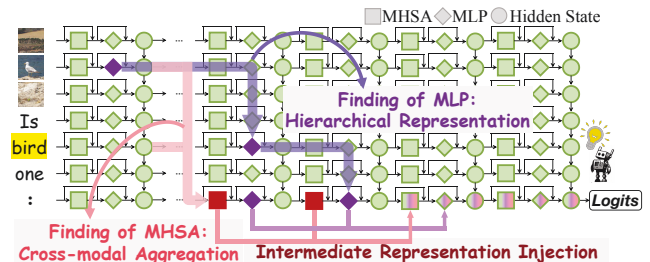 MHSA MLP Hidden State
Finding of MLP:
Hierarchical Representation
Is
bird
one
:
Logits
Finding of MHSA:
Cross-modal Aggregation
Intermediate Representation Injection